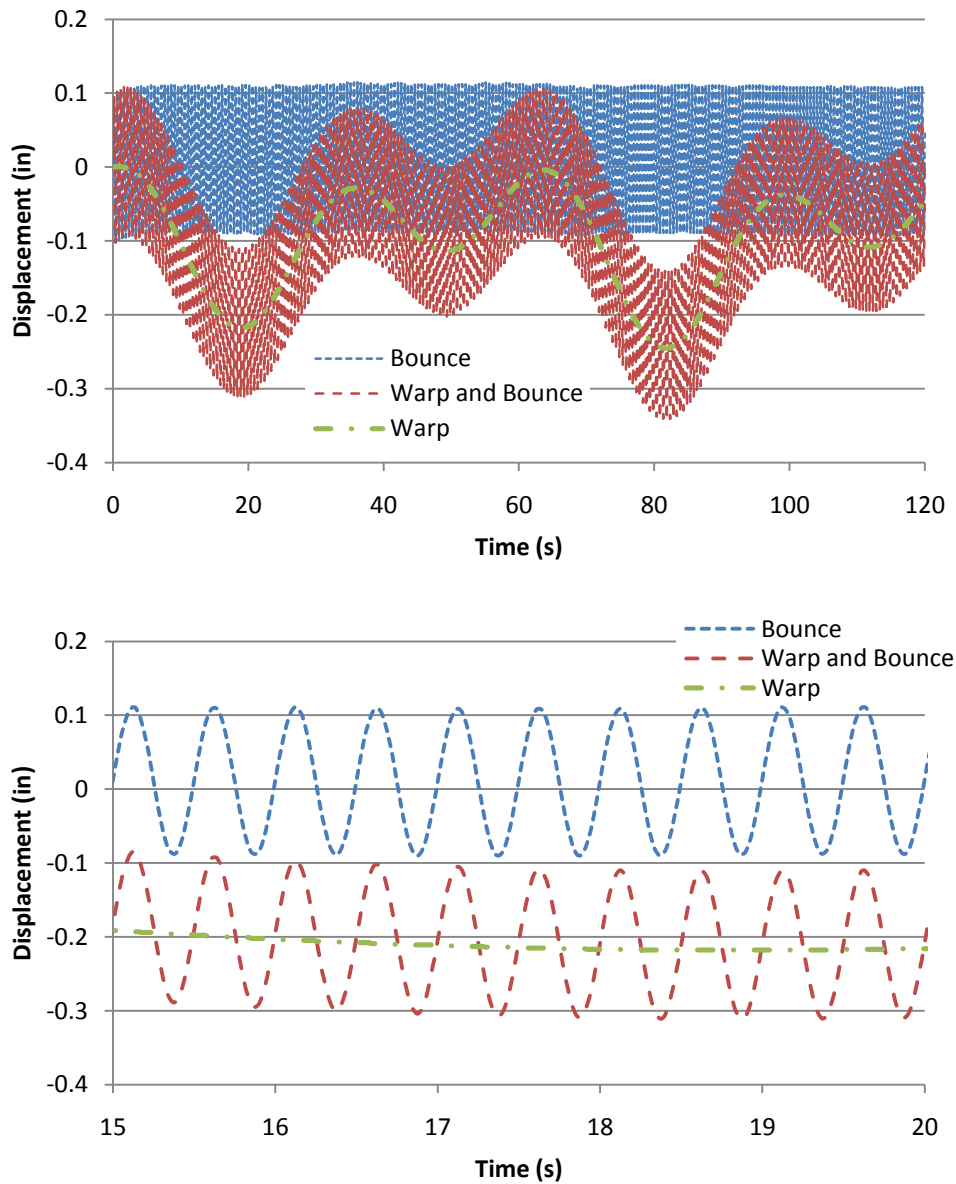 0.2
0.1
0
-0.1
-0.2
-0.3
-0.4
Displacement (in)
Bounce
Warp and Bounce
Warp
0 20 40 60 80 100 120
Time (s)
0.2
0.1
0
-0.1
-0.2
-0.3
-0.4
Displacement (in)
Bounce
Warp and Bounce
Warp
15 16 17 18 19 20
Time (s)